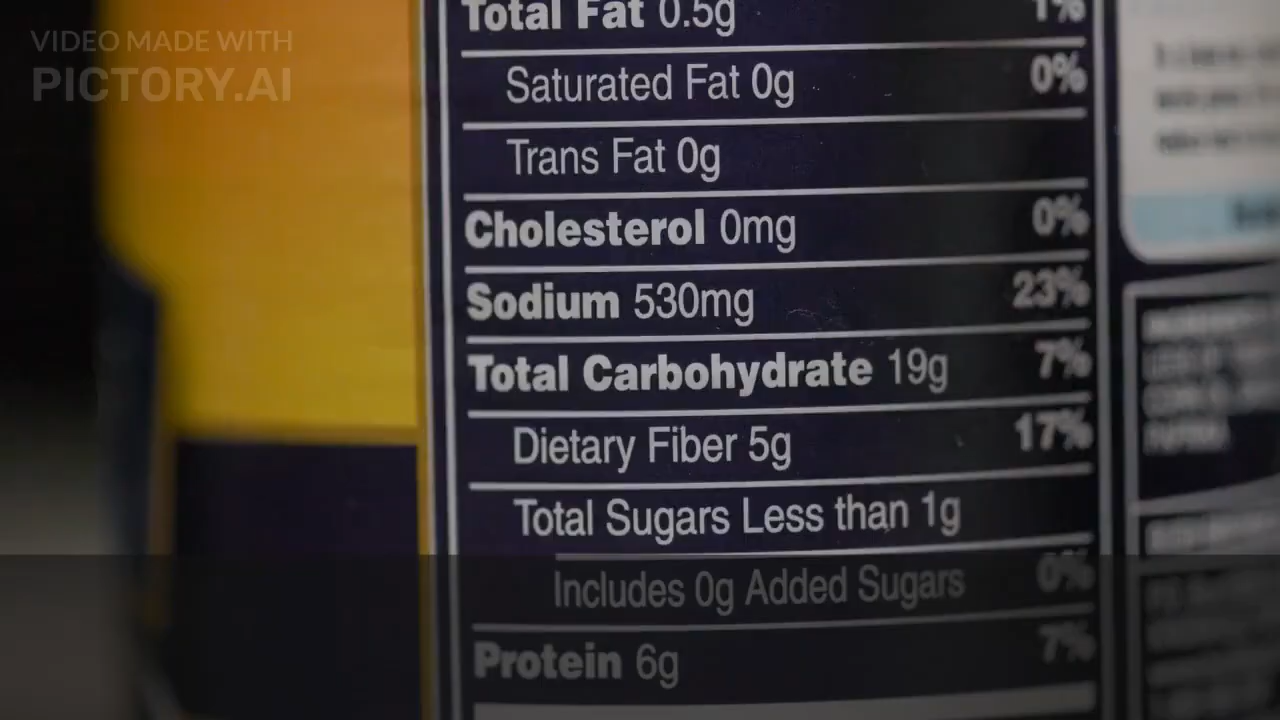 VIDEO MADE WITH
PICTORY.AI
Total Fat 0.5g 1%
Saturated Fat 0g 0%
Trans Fat 0g
Cholesterol 0mg 0%
Sodium 530mg 23%
Total Carbohydrate 19g 7%
Dietary Fiber 5g 17%
Total Sugars Less than 1g
Includes 0g Added Sugars 0%
Protein 6g 7%